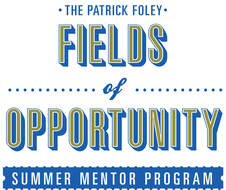 • THE PATRICK FOLEY •
FIELDS
of
OPPORTUNITY
SUMMER MENTOR PROGRAM